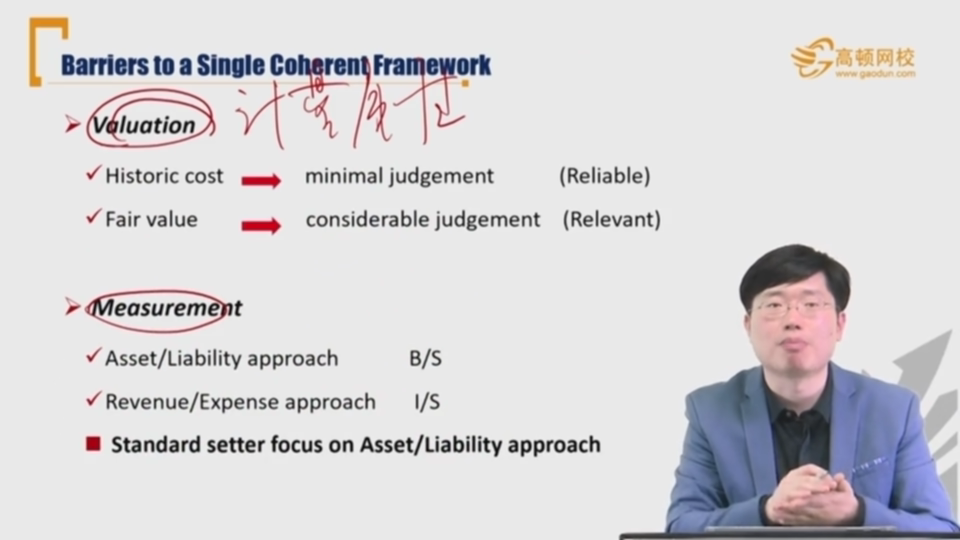 Barriers to a Single Coherent Framework
高顿网校
www.gaodun.com
Valuation 计量属性
Historic cost minimal judgement (Reliable)
Fair value considerable judgement (Relevant)
Measurement
Asset/Liability approach B/S
Revenue/Expense approach I/S
Standard setter focus on Asset/Liability approach